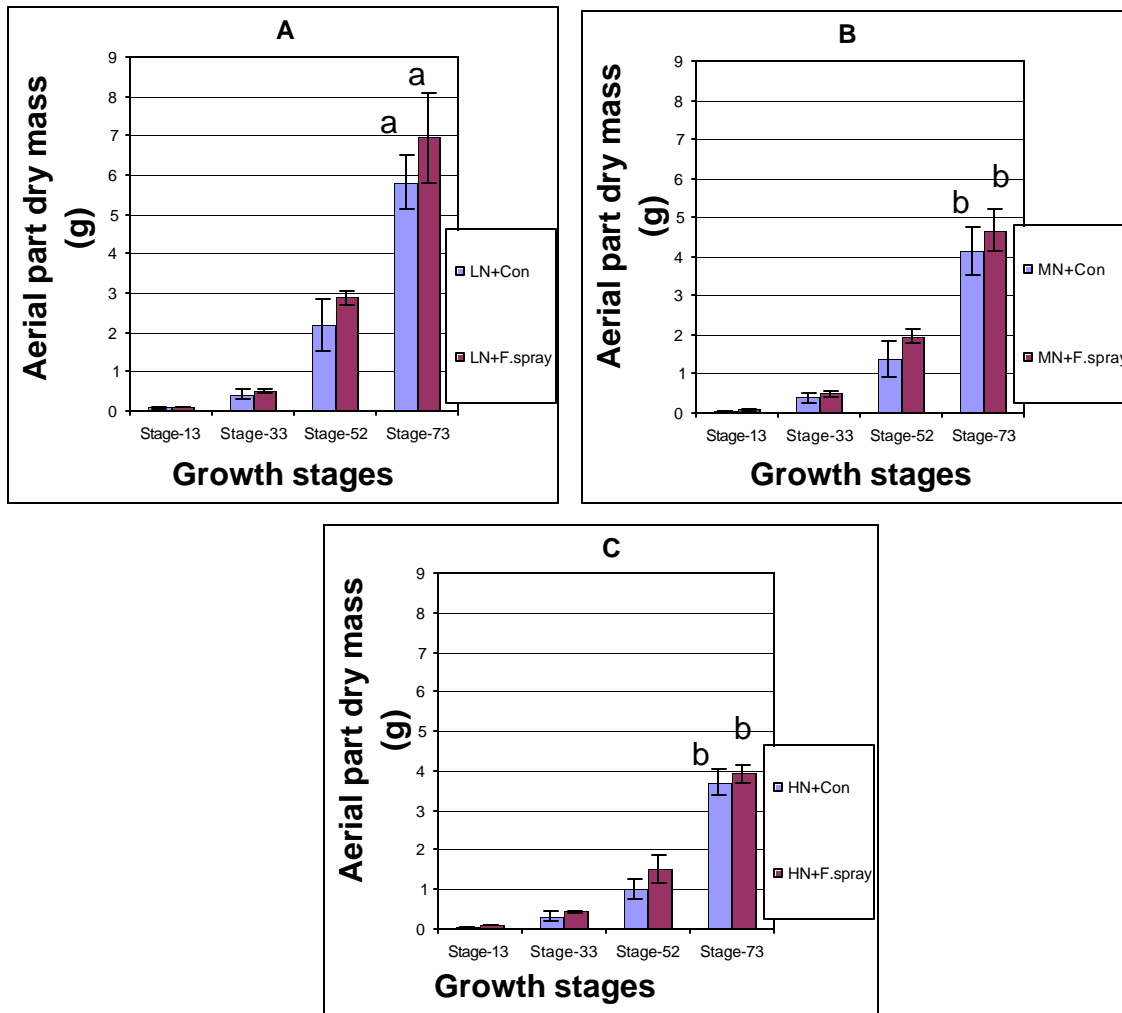 A
Aerial part dry mass
(g)
9
8
7
6
5
4
3
2
1
0
a
a
Stage-13 Stage-33 Stage-52 Stage-73
Growth stages
LN+Con
LN+F.spray
B
Aerial part dry mass
(g)
9
8
7
6
5
4
3
2
1
0
b
b
Stage-13 Stage-33 Stage-52 Stage-73
Growth stages
MN+Con
MN+F.spray
C
Aerial part dry mass
(g)
9
8
7
6
5
4
3
2
1
0
b
b
Stage-13 Stage-33 Stage-52 Stage-73
Growth stages
HN+Con
HN+F.spray